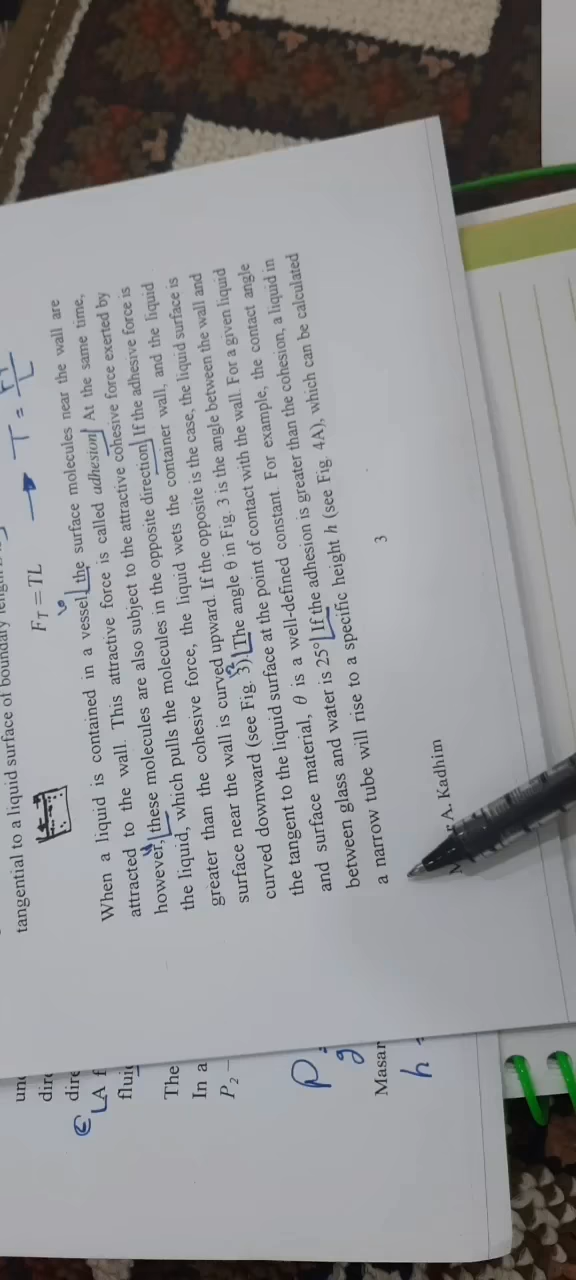 tangential to a liquid surface of boundary length
F_T = TL → T = F_T / L
When a liquid is contained in a vessel, the surface molecules near the wall are
attracted to the wall. This attractive force is called adhesion. At the same time,
however, these molecules are also subject to the attractive cohesive force exerted by
the liquid, which pulls the molecules in the opposite direction. If the adhesive force is
greater than the cohesive force, the liquid wets the container wall, and the liquid
surface near the wall is curved upward. If the opposite is the case, the liquid surface is
curved downward (see Fig. 3). The angle θ in Fig. 3 is the angle between the wall and
the tangent to the liquid surface at the point of contact with the wall. For a given liquid
and surface material, θ is a well-defined constant. For example, the contact angle
between glass and water is 25°. If the adhesion is greater than the cohesion, a liquid in
a narrow tube will rise to a specific height h (see Fig. 4A), which can be calculated
3
A. Kadhim
dire
A f
The
In a
P₂
P
g
Masar
h